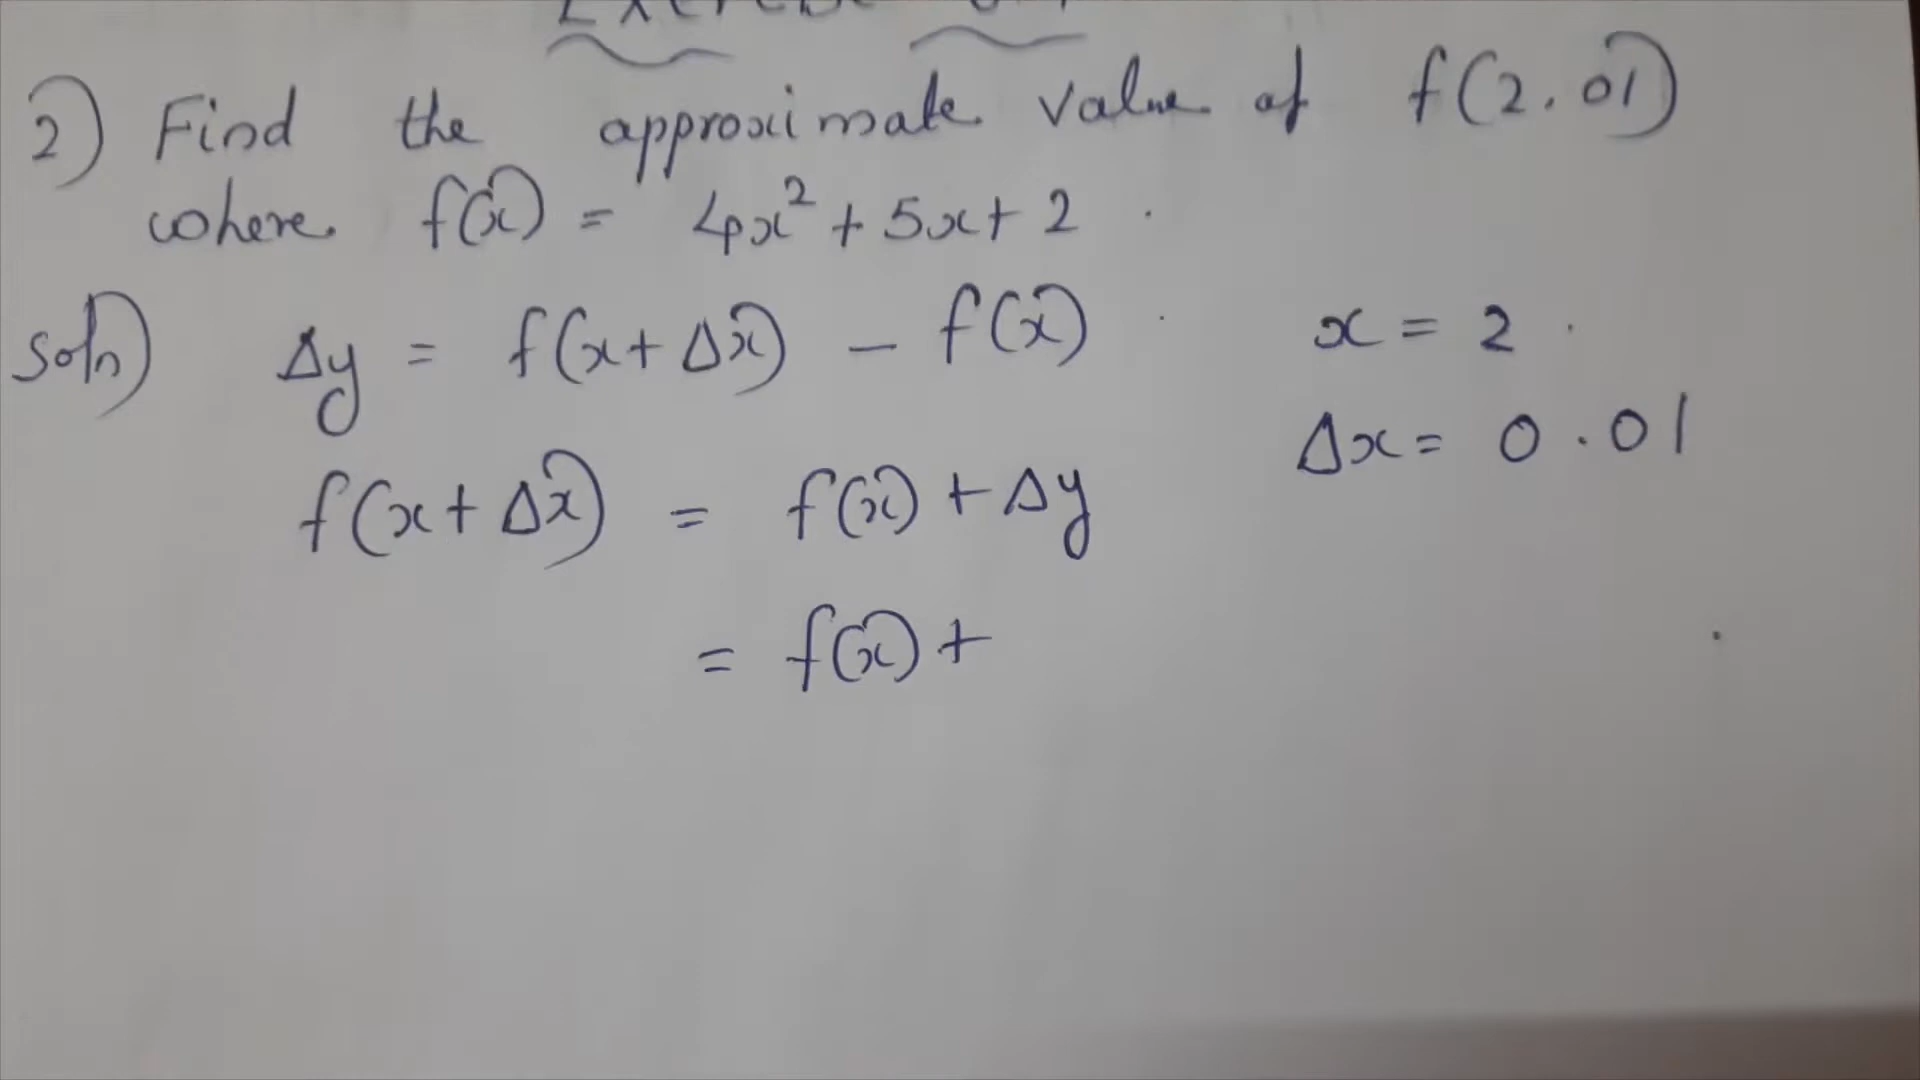 2) Find the approximate value of f(2.01)
where f(x) = 4x² + 5x + 2.
Soln) Δy = f(x + Δx) - f(x). x = 2.
Δx = 0.01
f(x + Δx) = f(x) + Δy
= f(x) +